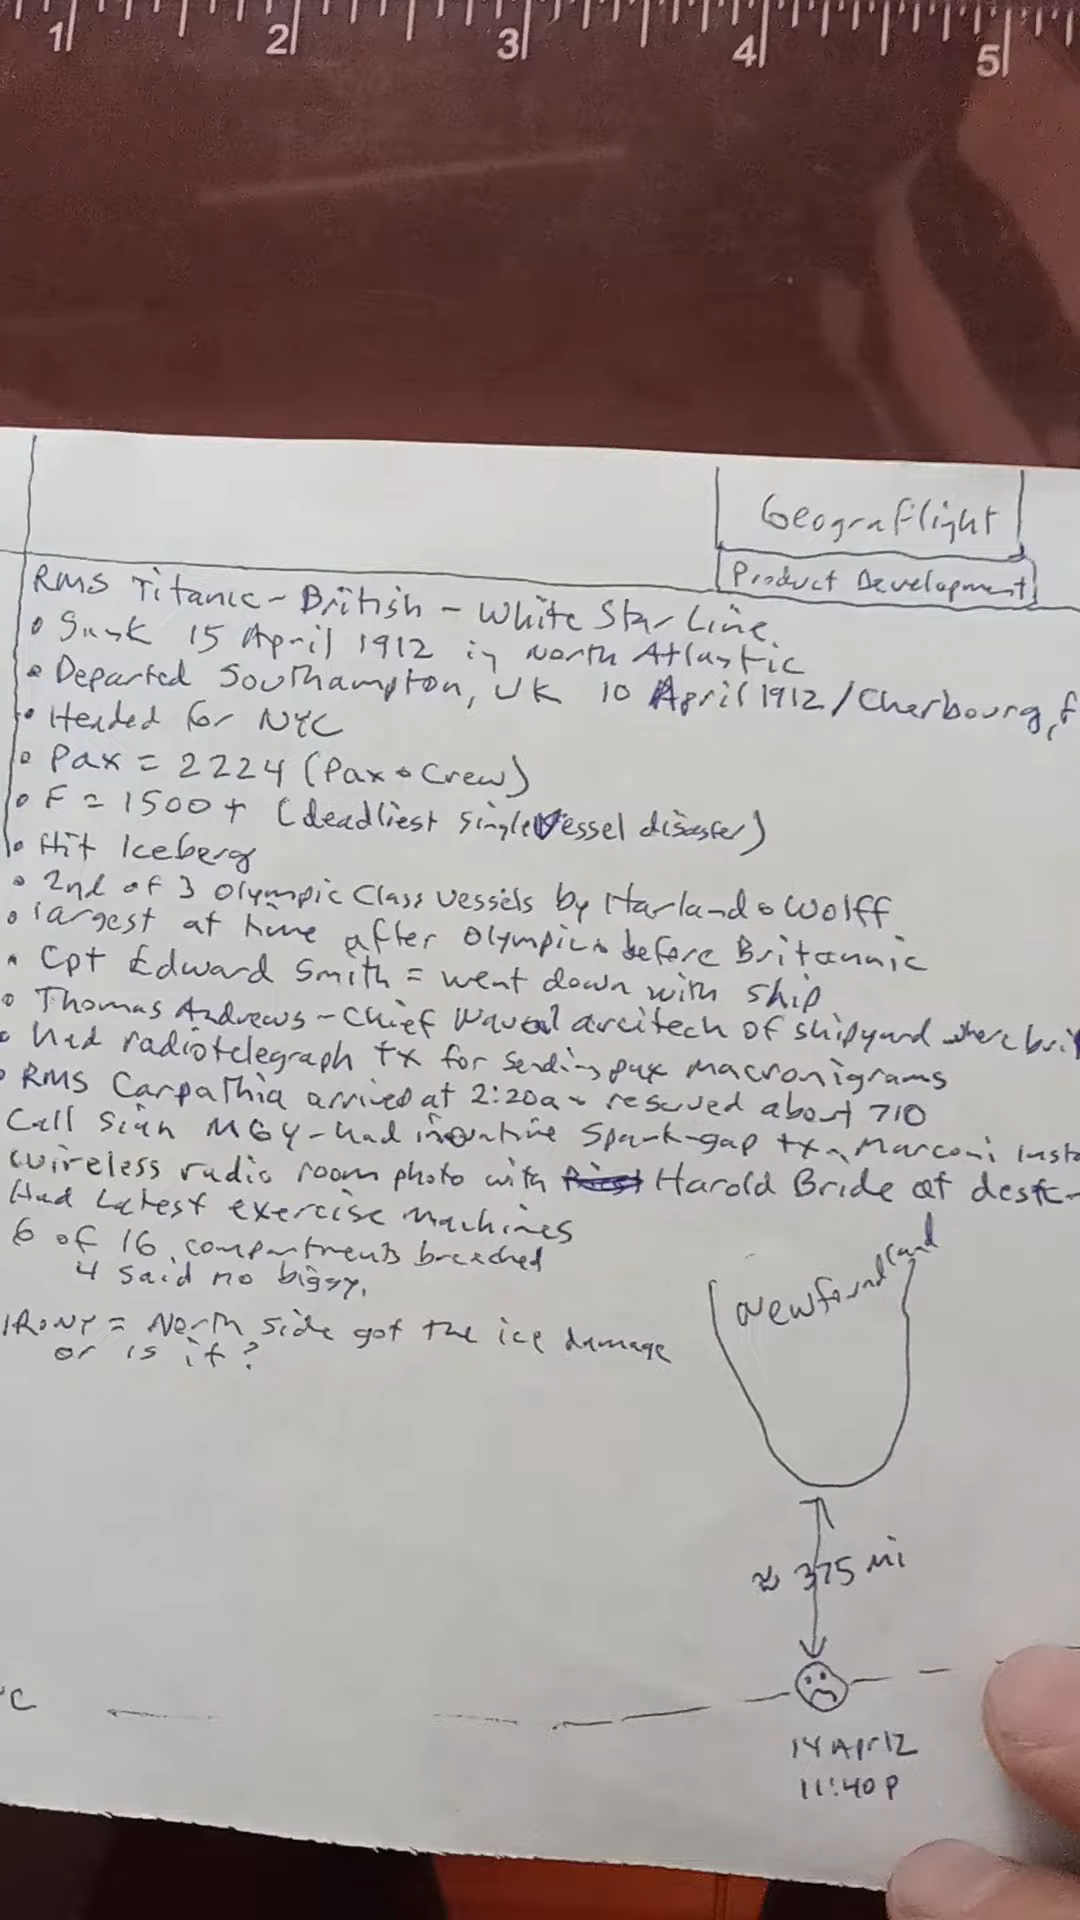 1 2 3 4 5
Geograflight
Product Development
RMS Titanic - British - White Star Line
• Sunk 15 April 1912 in North Atlantic
• Departed Southampton, UK 10 April 1912 / Cherbourg, f
• Headed for NYC
• Pax = 2224 (Pax & Crew)
• F = 1500+ (deadliest single Vessel disaster)
• Hit Iceberg
• 2nd of 3 Olympic Class vessels by Harland & Wolff
• largest at time after Olympic & before Britannic
• Cpt Edward Smith = went down with ship
• Thomas Andrews - Chief Naval arcitech of shipyard where buil
• Had radiotelegraph tx for sending pax macronigrams
• RMS Carpathia arrived at 2:20a & rescued about 710
Call sign MGY - had Spark-gap tx Marconi insta
wireless radio room photo with Harold Bride at desk
Had Latest exercise machines
6 of 16 compartments breached
4 said no biggy.
IRONY = North side got the ice damage
or is it?
Newfoundland
≈ 375 Mi
14 Apr 12
11:40 P